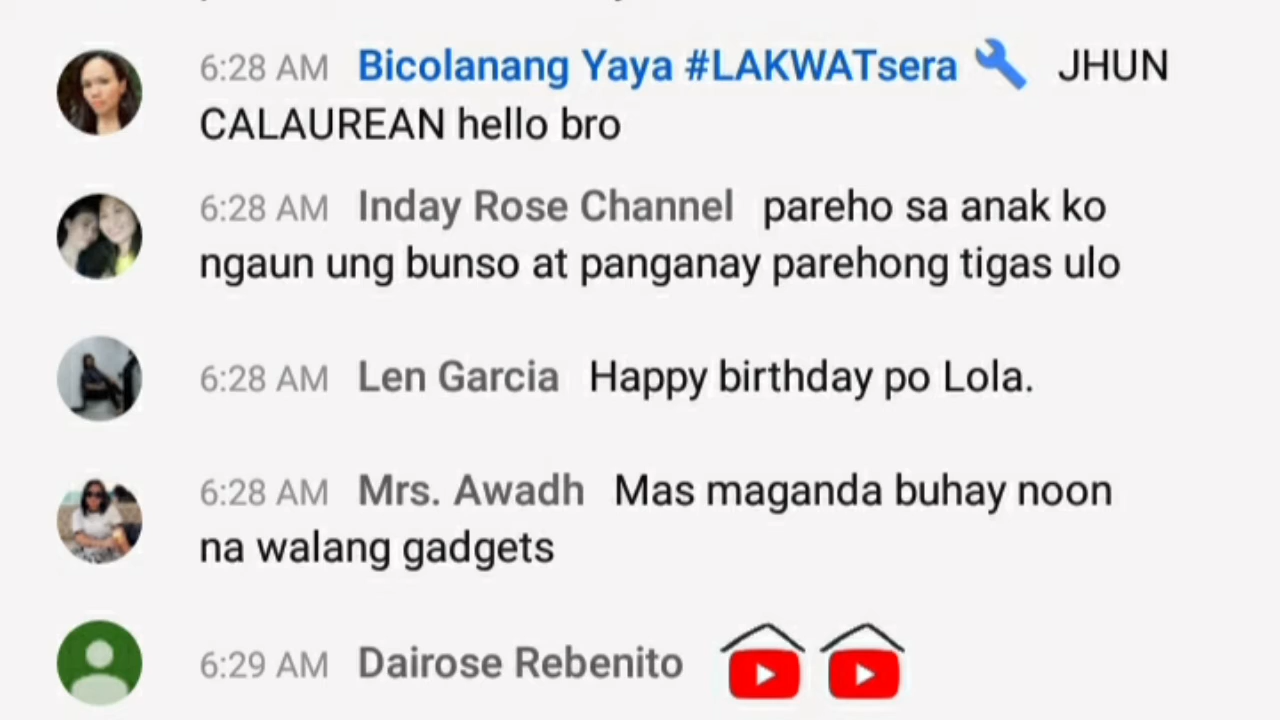 6:28 AM Bicolanang Yaya #LAKWATsera JHUN
CALAUREAN hello bro
6:28 AM Inday Rose Channel pareho sa anak ko
ngaun ung bunso at panganay parehong tigas ulo
6:28 AM Len Garcia Happy birthday po Lola.
6:28 AM Mrs. Awadh Mas maganda buhay noon
na walang gadgets
6:29 AM Dairose Rebenito